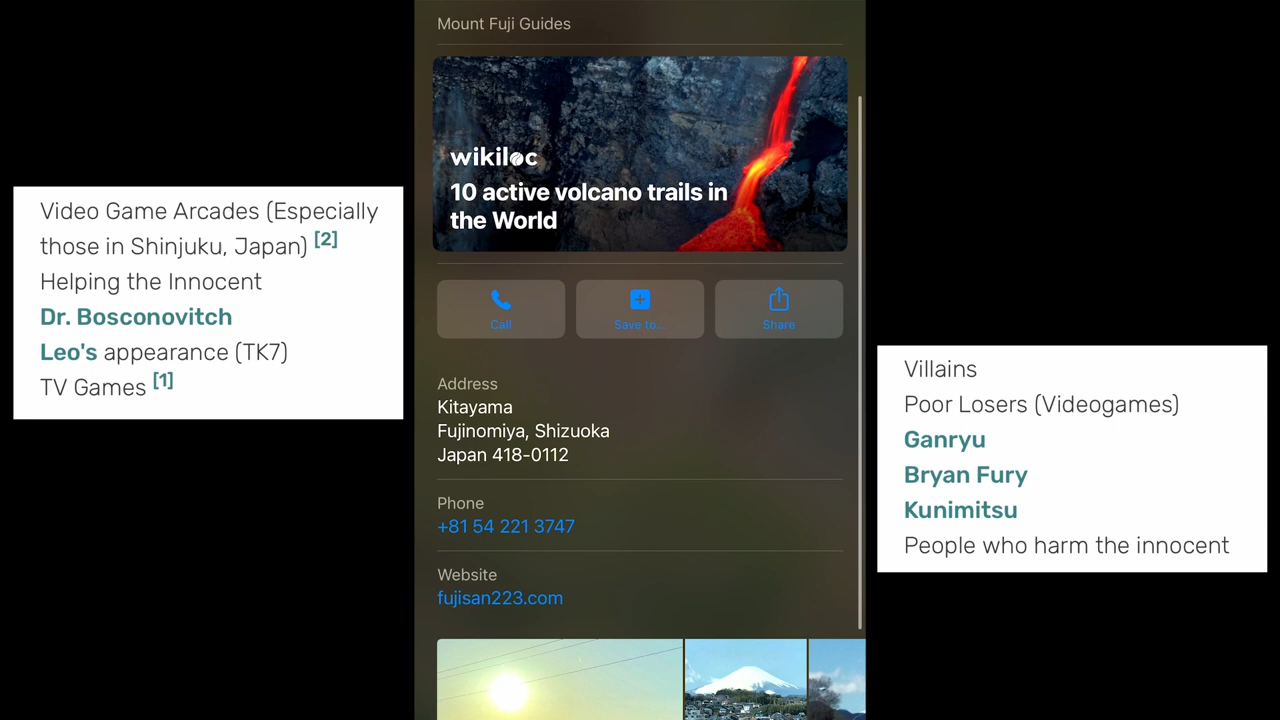 Video Game Arcades (Especially
those in Shinjuku, Japan) [2]
Helping the Innocent
Dr. Bosconovitch
Leo's appearance (TK7)
TV Games [1]
Mount Fuji Guides
wikiloc
10 active volcano trails in
the World
Call
Save to...
Share
Address
Kitayama
Fujinomiya, Shizuoka
Japan 418-0112
Phone
+81 54 221 3747
Website
fujisan223.com
Villains
Poor Losers (Videogames)
Ganryu
Bryan Fury
Kunimitsu
People who harm the innocent